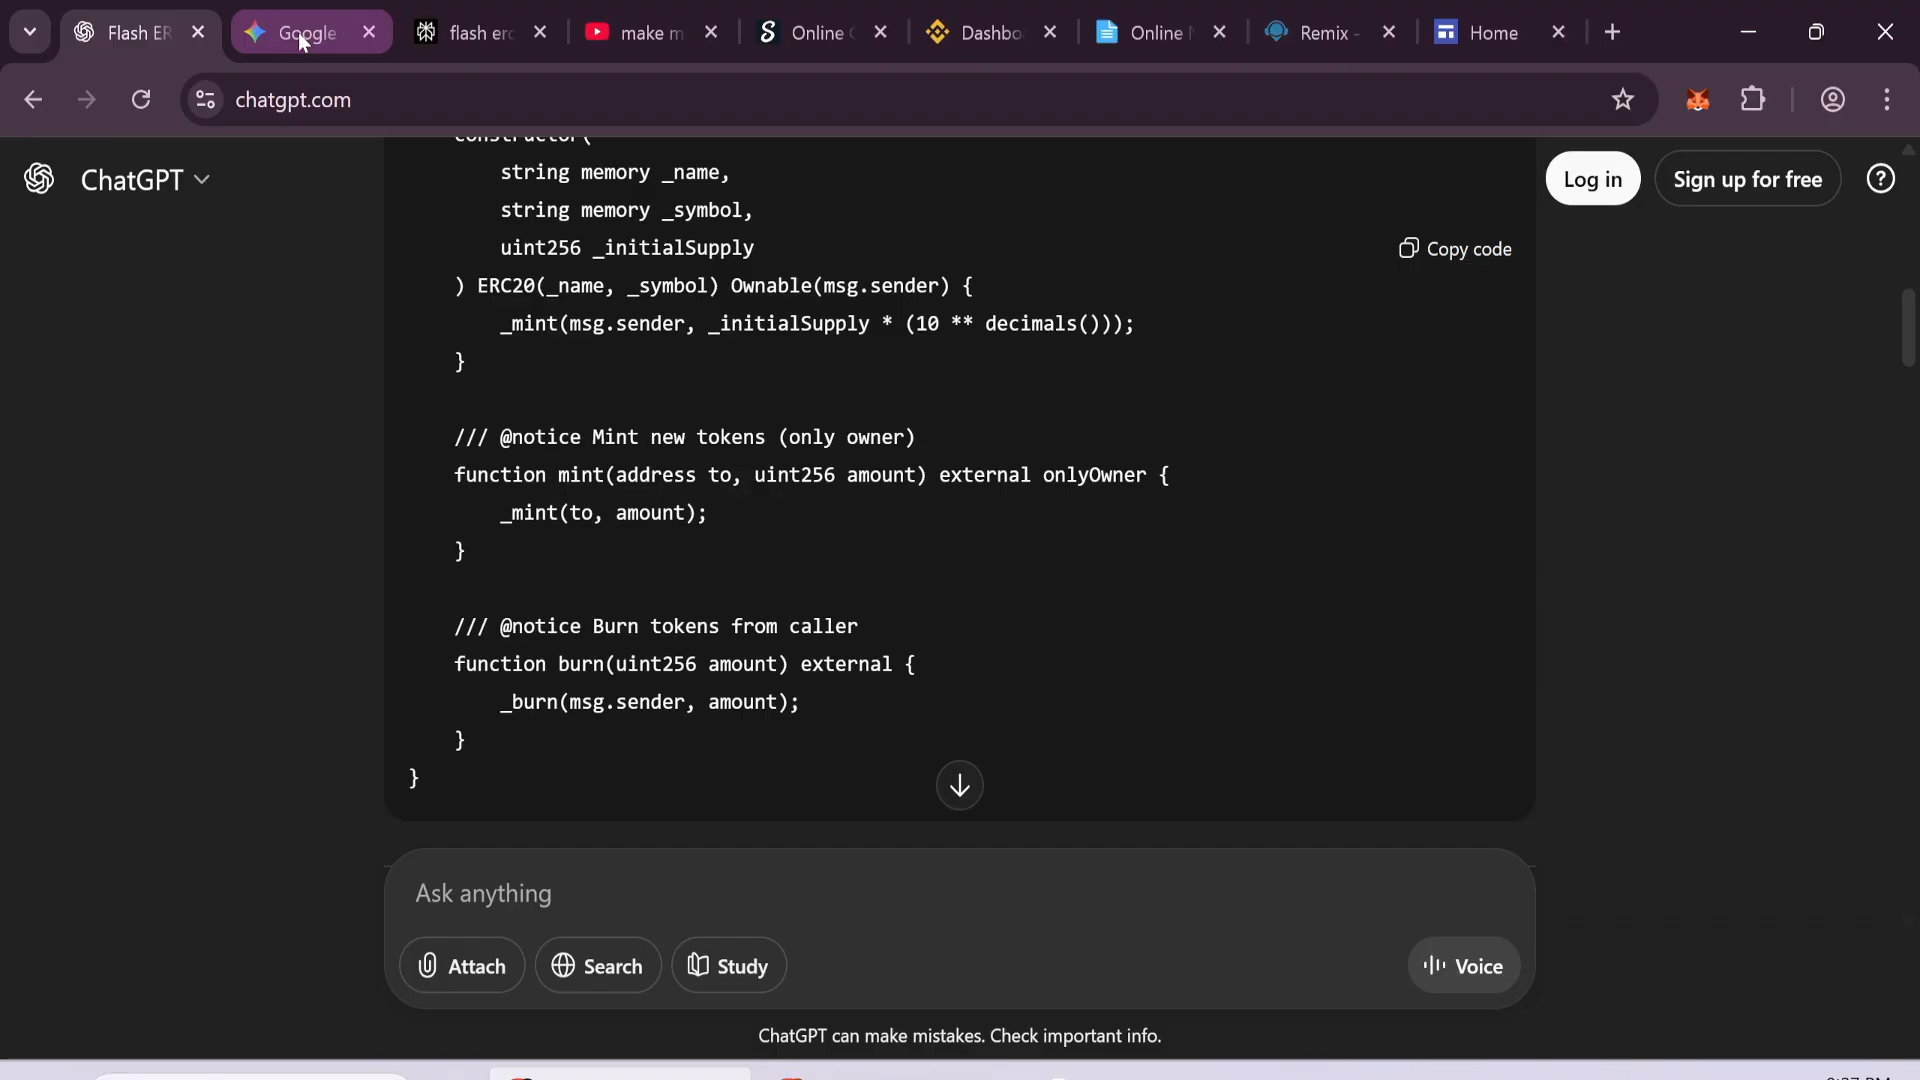 Flash ER
Google
flash erc
make m
Online
Dashbo
Online
Remix -
Home
chatgpt.com
ChatGPT
Log in
Sign up for free
constructor(
string memory _name,
string memory _symbol,
uint256 _initialSupply
Copy code
) ERC20(_name, _symbol) Ownable(msg.sender) {
_mint(msg.sender, _initialSupply * (10 ** decimals()));
}
/// @notice Mint new tokens (only owner)
function mint(address to, uint256 amount) external onlyOwner {
_mint(to, amount);
}
/// @notice Burn tokens from caller
function burn(uint256 amount) external {
_burn(msg.sender, amount);
}
}
Ask anything
Attach
Search
Study
Voice
ChatGPT can make mistakes. Check important info.